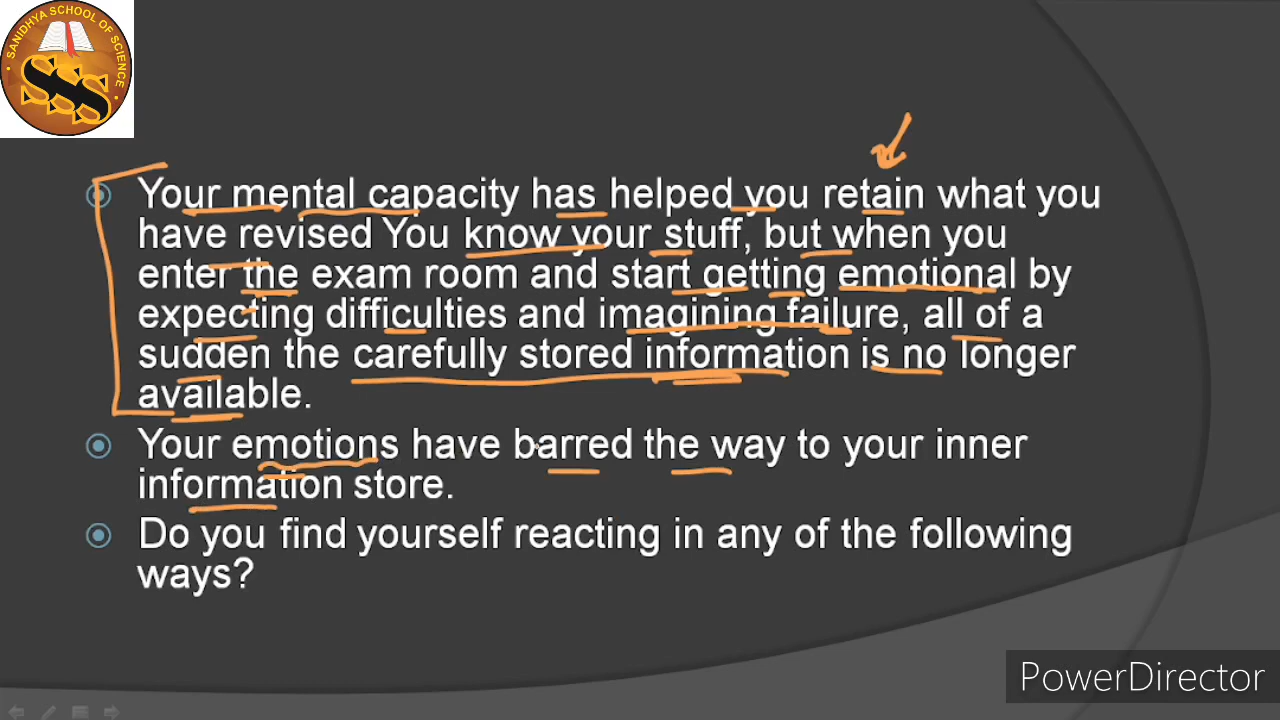 SANIDHYA SCHOOL OF SCIENCE
SSS
Your mental capacity has helped you retain what you
have revised You know your stuff, but when you
enter the exam room and start getting emotional by
expecting difficulties and imagining failure, all of a
sudden the carefully stored information is no longer
available.
Your emotions have barred the way to your inner
information store.
Do you find yourself reacting in any of the following
ways?
PowerDirector